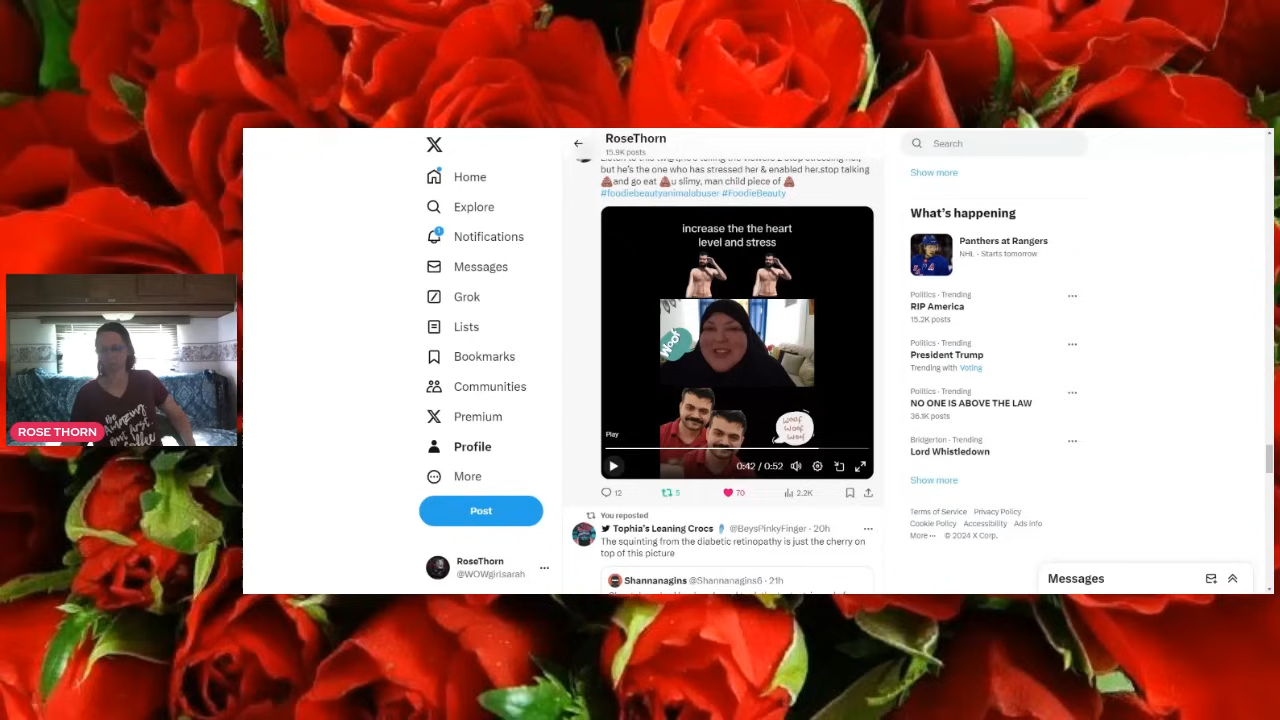 RoseThorn
15.9K posts
Search
Home
Explore
1
Notifications
Messages
Grok
Lists
Bookmarks
Communities
Premium
Profile
More
Post
RoseThorn
@WOWgirlsarah
but he's the one who has stressed her & enabled her.stop talking
💩and go eat 💩u slimy, man child piece of 💩
#foodiebeautyanimalabuser #FoodieBeauty
increase the the heart
level and stress
Woof
woof
woof
woof
Play
0:42 / 0:52
12
5
70
2.2K
You reposted
Tophia's Leaning Crocs @BeysPinkyFinger · 20h
The squinting from the diabetic retinopathy is just the cherry on
top of this picture
Shannanagins @Shannanagins6 · 21h
Show more
What's happening
Panthers at Rangers
NHL · Starts tomorrow
Politics · Trending
RIP America
15.2K posts
Politics · Trending
President Trump
Trending with Voting
Politics · Trending
NO ONE IS ABOVE THE LAW
36.1K posts
Bridgerton · Trending
Lord Whistledown
Show more
Terms of Service Privacy Policy
Cookie Policy Accessibility Ads info
More ··· © 2024 X Corp.
Messages
ROSE THORN